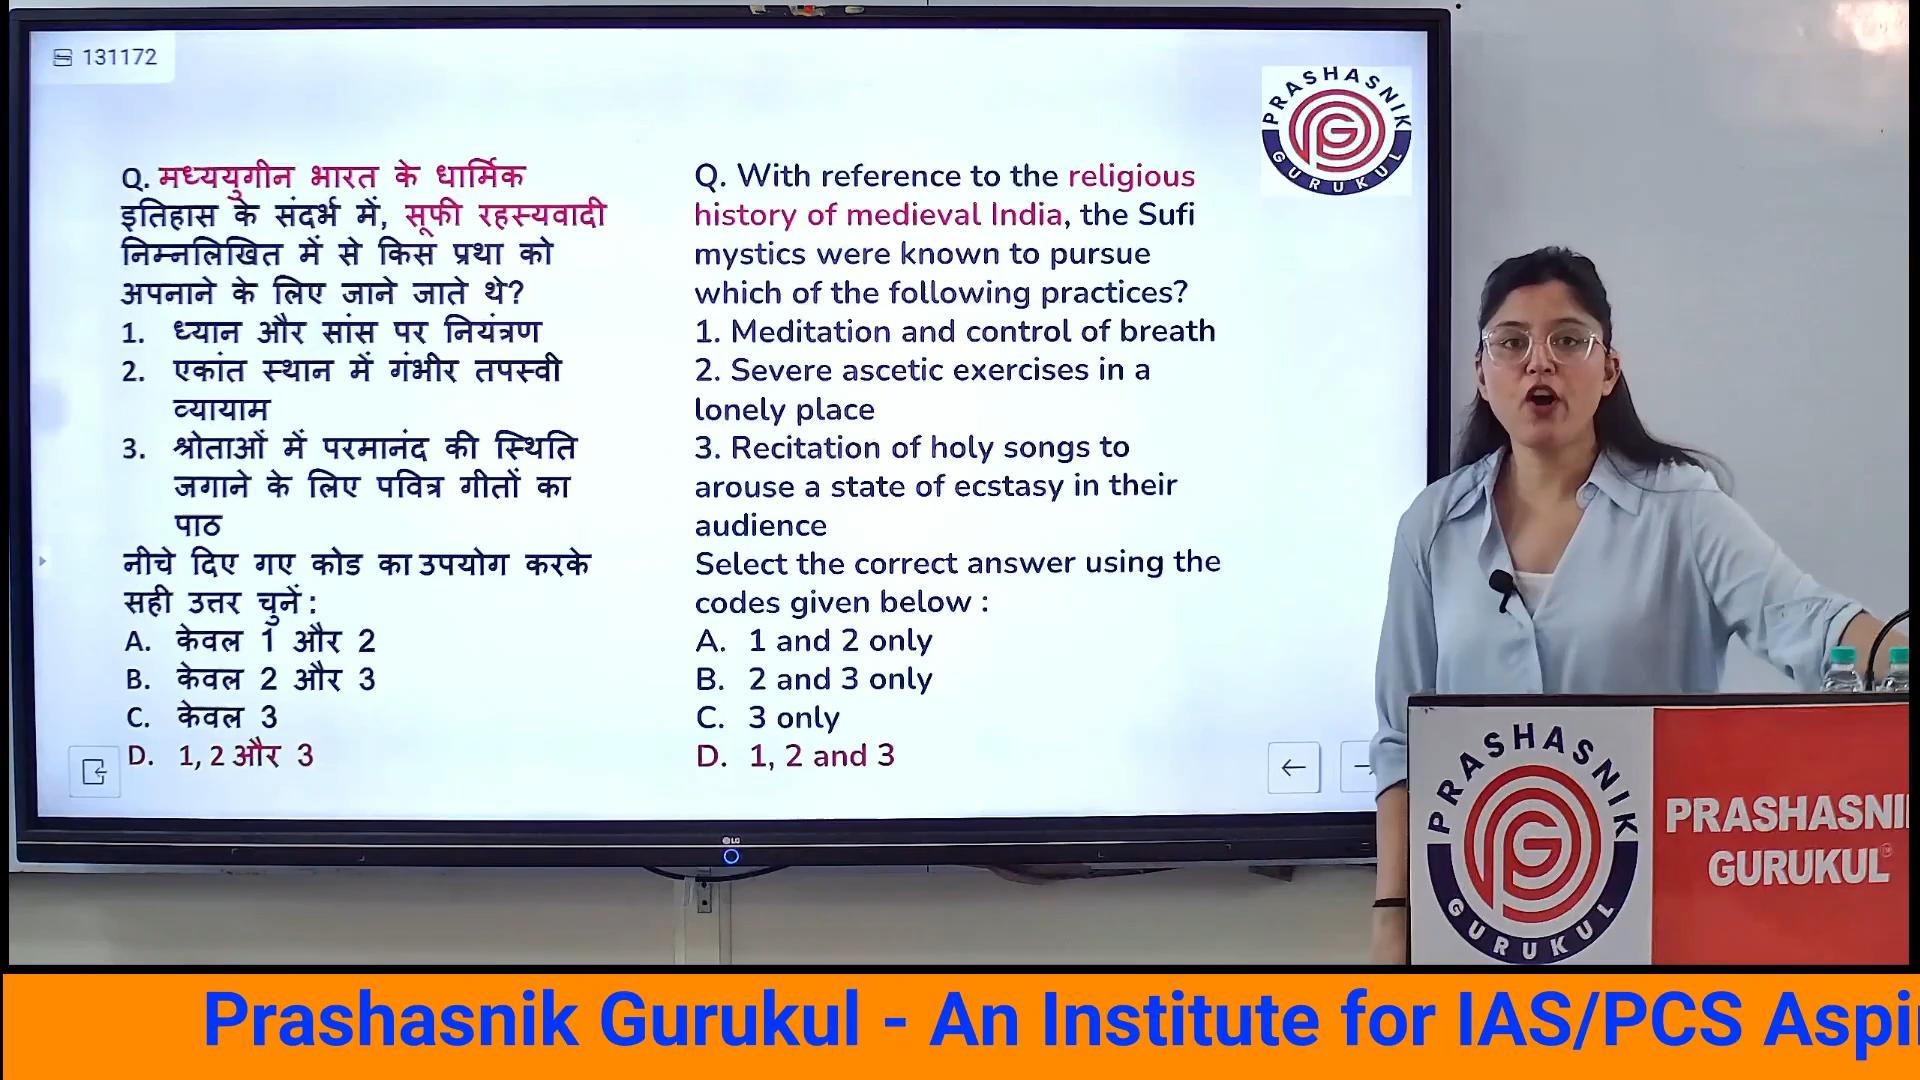 131172
PRASHASNIK
GURUKUL
Q. मध्ययुगीन भारत के धार्मिक
इतिहास के संदर्भ में, सूफी रहस्यवादी
निम्नलिखित में से किस प्रथा को
अपनाने के लिए जाने जाते थे?
1. ध्यान और सांस पर नियंत्रण
2. एकांत स्थान में गंभीर तपस्वी
व्यायाम
3. श्रोताओं में परमानंद की स्थिति
जगाने के लिए पवित्र गीतों का
पाठ
नीचे दिए गए कोड का उपयोग करके
सही उत्तर चुनें :
A. केवल 1 और 2
B. केवल 2 और 3
C. केवल 3
D. 1, 2 और 3
Q. With reference to the religious
history of medieval India, the Sufi
mystics were known to pursue
which of the following practices?
1. Meditation and control of breath
2. Severe ascetic exercises in a
lonely place
3. Recitation of holy songs to
arouse a state of ecstasy in their
audience
Select the correct answer using the
codes given below :
A. 1 and 2 only
B. 2 and 3 only
C. 3 only
D. 1, 2 and 3
LG
PRASHASNIK
GURUKUL
PRASHASNI
GURUKUL
Prashasnik Gurukul - An Institute for IAS/PCS Aspi